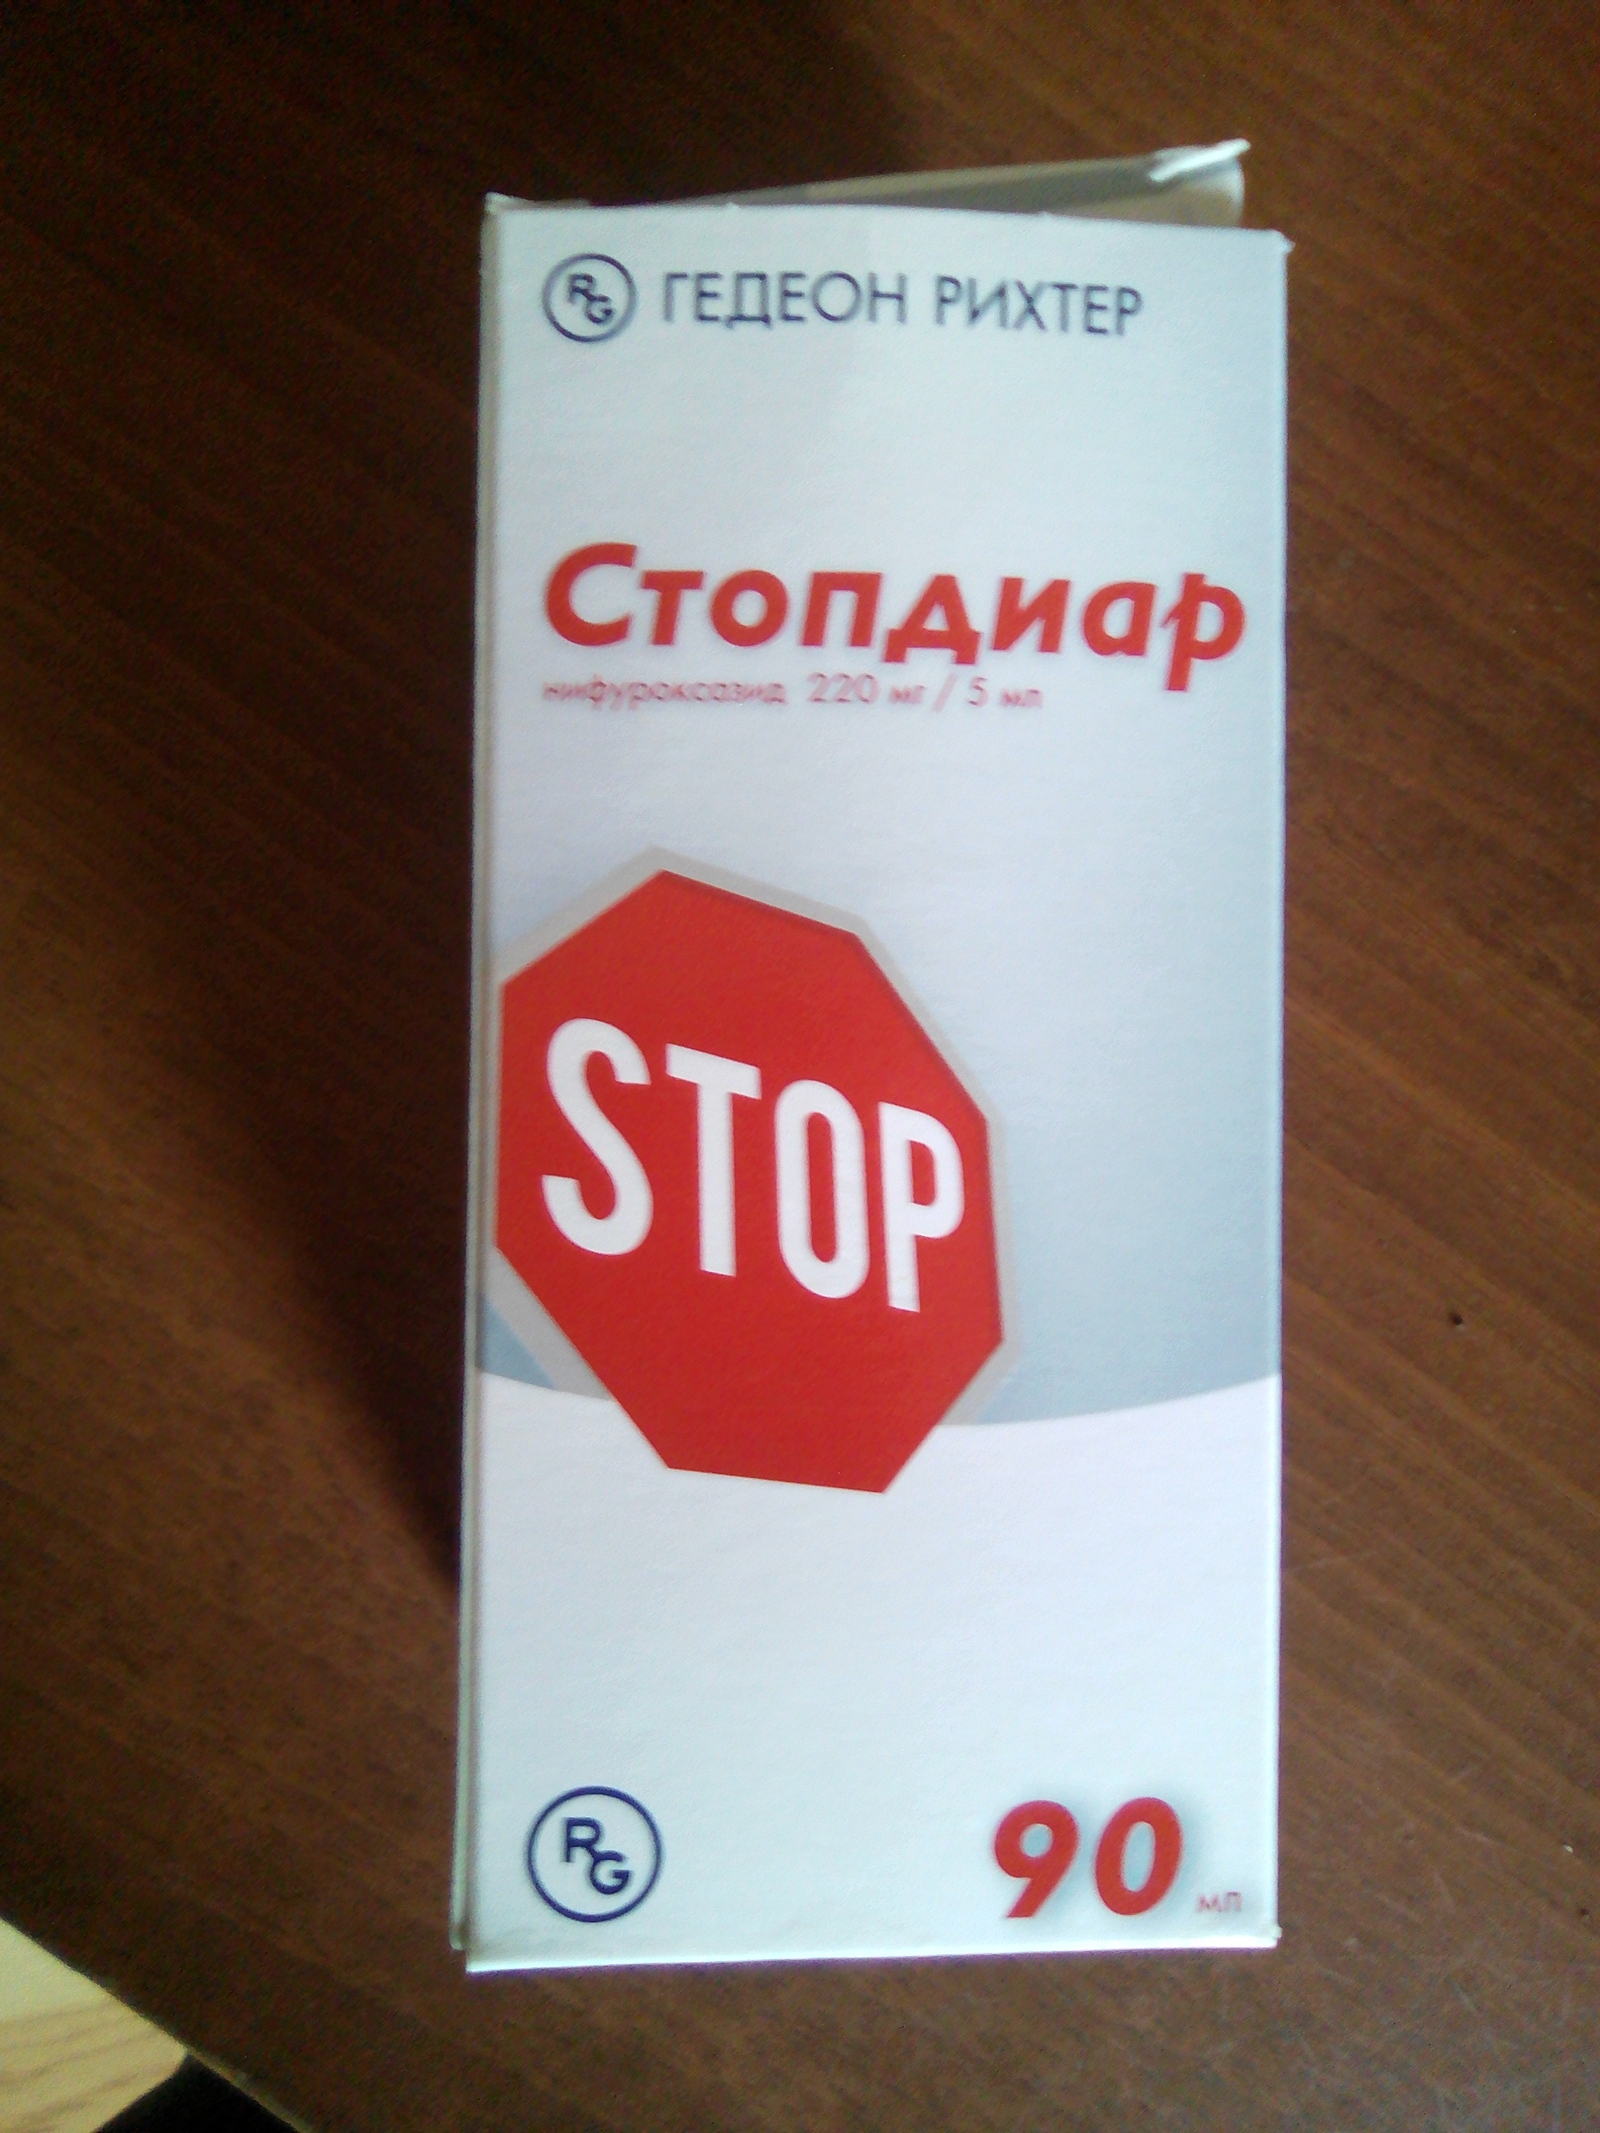 RG ГЕДЕОН РИХТЕР
Стопдиар
нифуроксазид 220 мг / 5 мл
STOP
RG
90 мл